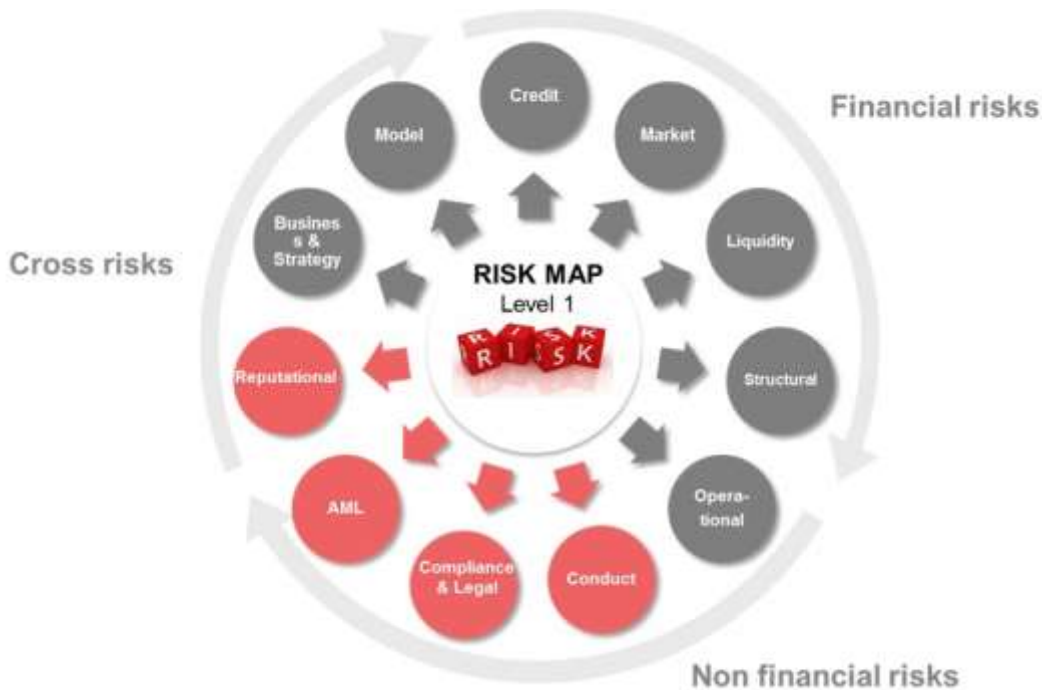 Credit
Market
Financial risks
Liquidity
Structural
Opera-
tional
Non financial risks
Conduct
Compliance
& Legal
AML
Reputational
Cross risks
Busines
s &
Strategy
Model
RISK MAP
Level 1
R I S K
R I S K